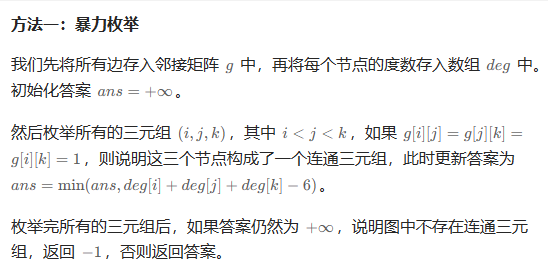 方法一：暴力枚举
我们先将所有边存入邻接矩阵 g 中，再将每个节点的度数存入数组 deg 中。
初始化答案 ans = +∞。
然后枚举所有的三元组 (i, j, k)，其中 i < j < k，如果 g[i][j] = g[j][k] =
g[i][k] = 1，则说明这三个节点构成了一个连通三元组，此时更新答案为
ans = min(ans, deg[i] + deg[j] + deg[k] − 6)。
枚举完所有的三元组后，如果答案仍然为 +∞，说明图中不存在连通三元
组，返回 −1，否则返回答案。